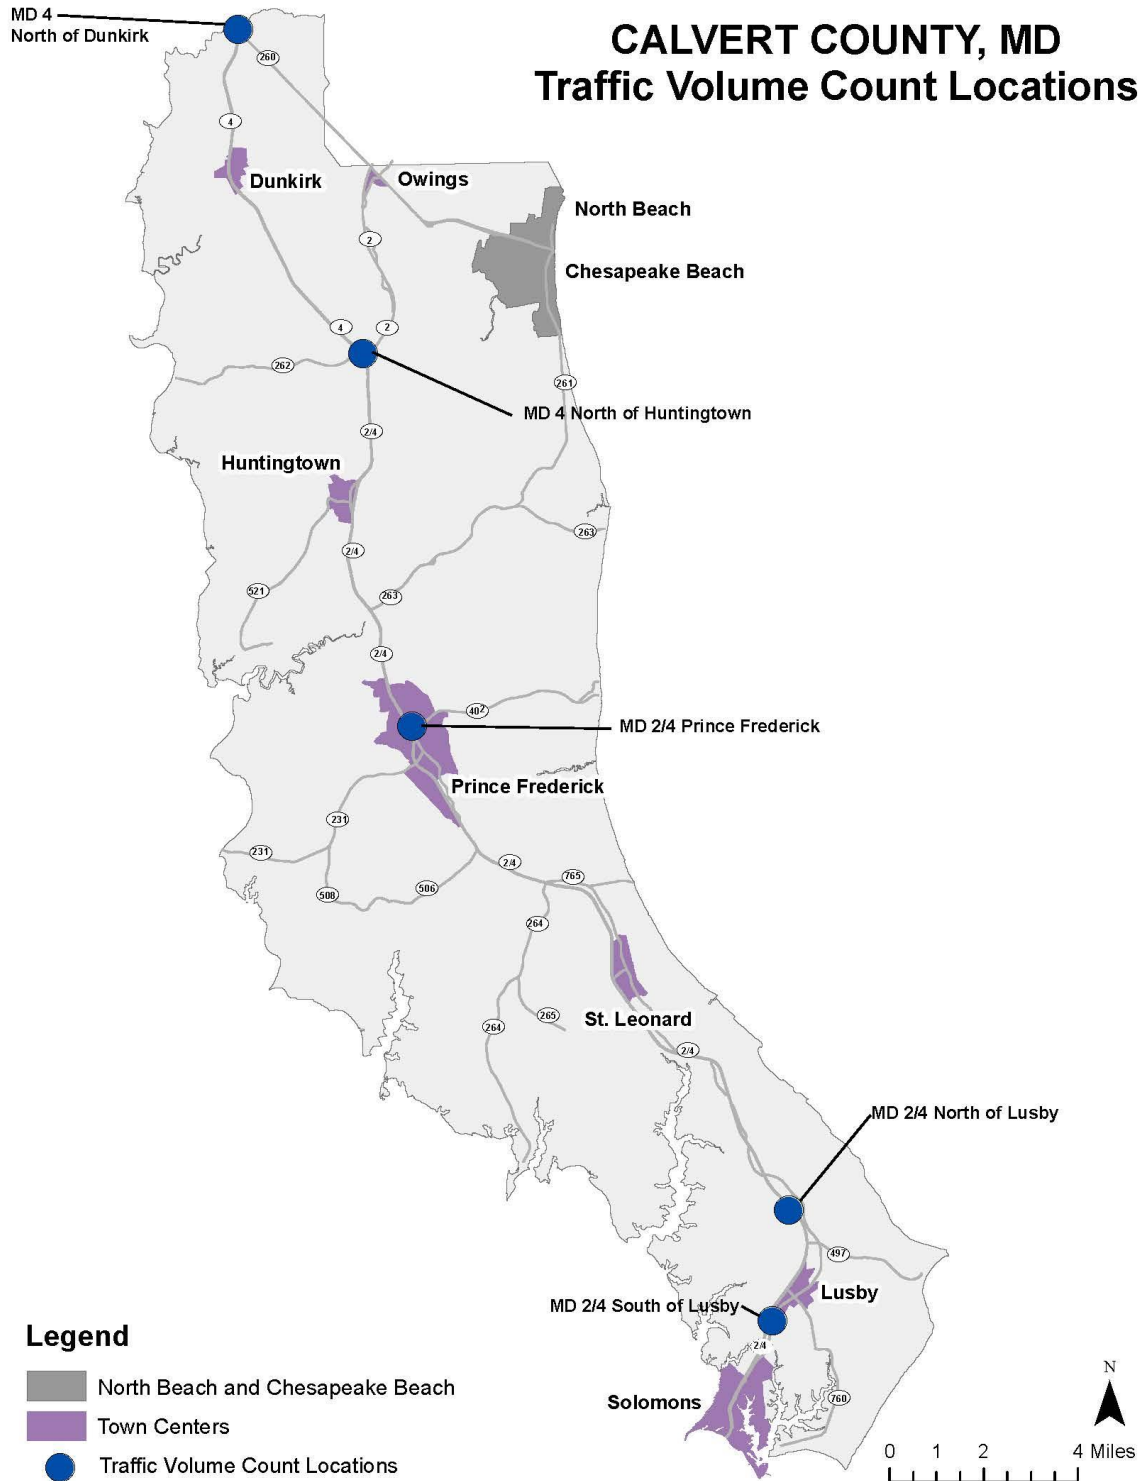 MD 4
North of Dunkirk
CALVERT COUNTY, MD
Traffic Volume Count Locations
260
4
Dunkirk
Owings
North Beach
2
Chesapeake Beach
4
2
262
261
MD 4 North of Huntingtown
2/4
Huntingtown
263
2/4
521
263
2/4
402
MD 2/4 Prince Frederick
Prince Frederick
231
231
2/4
765
508
506
264
265
St. Leonard
264
2/4
MD 2/4 North of Lusby
497
Lusby
MD 2/4 South of Lusby
2/4
Solomons
760
Legend
North Beach and Chesapeake Beach
Town Centers
Traffic Volume Count Locations
N
0 1 2 4 Miles